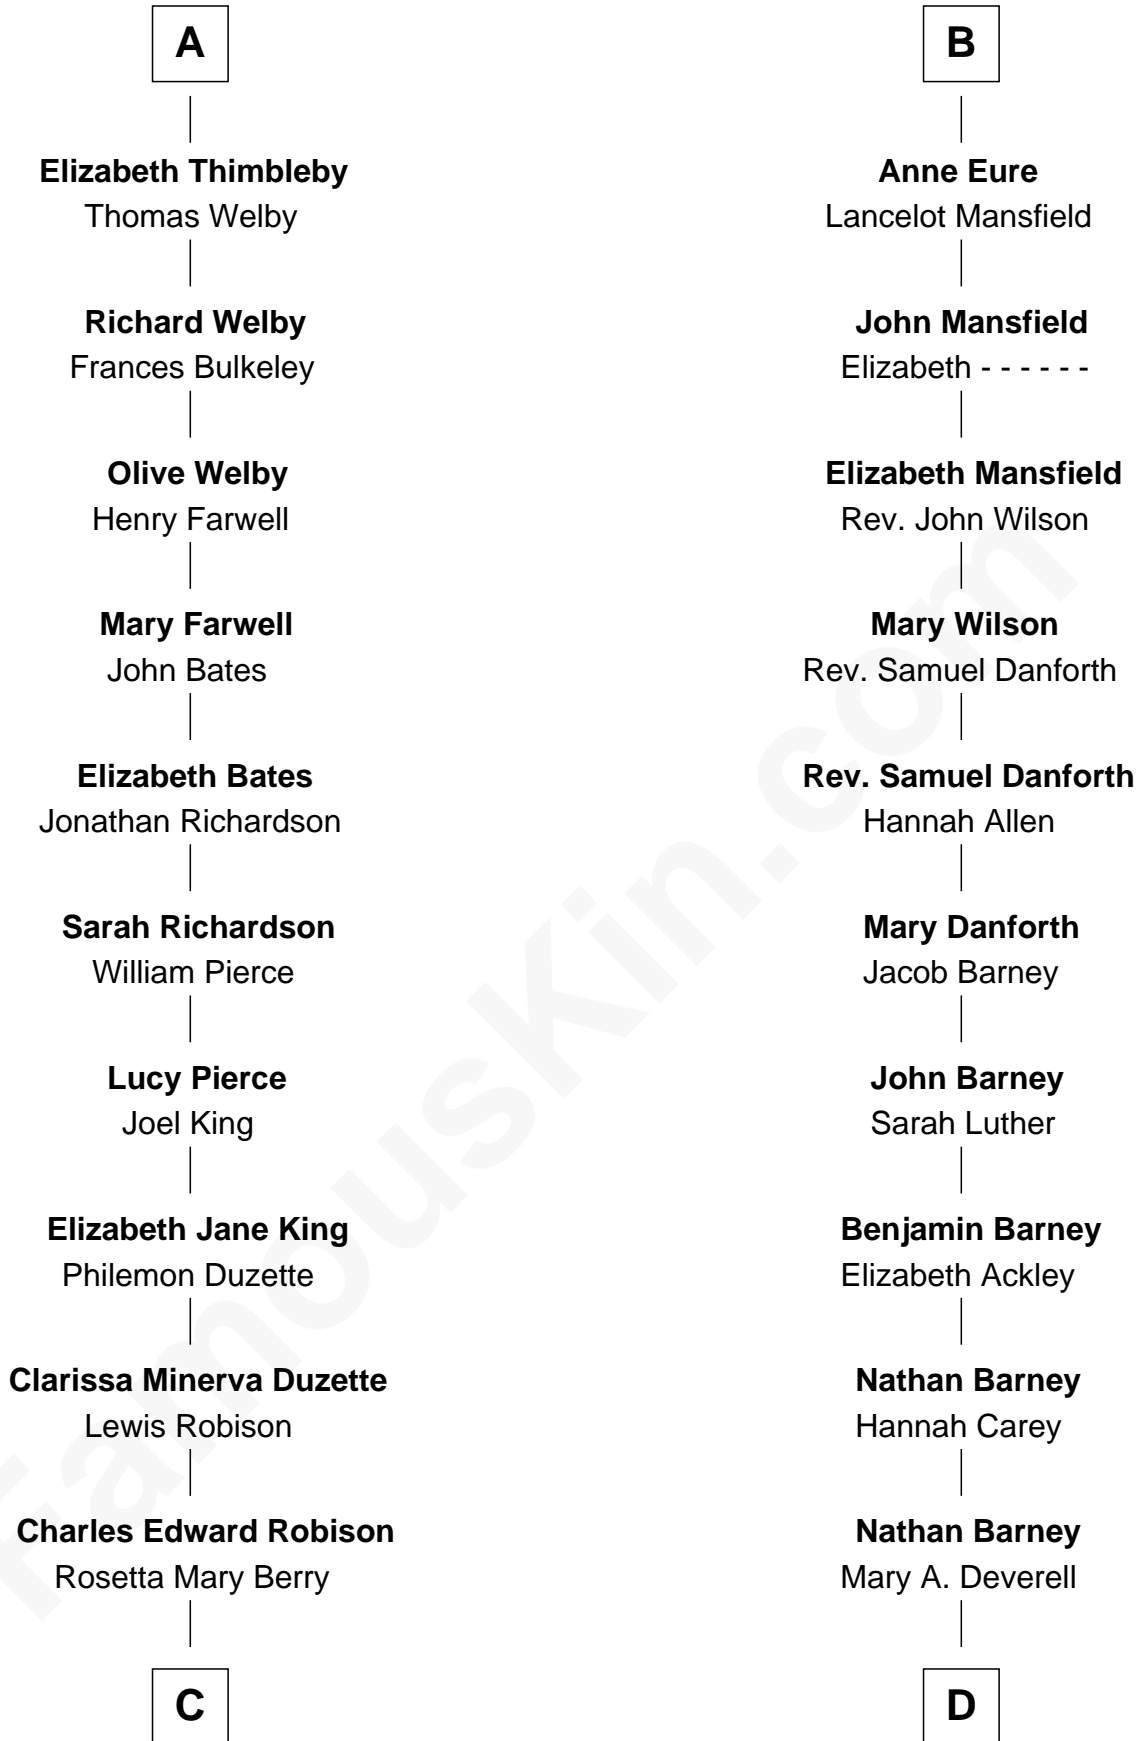 A
Elizabeth Thimbleby
Thomas Welby
Richard Welby
Frances Bulkeley
Olive Welby
Henry Farwell
Mary Farwell
John Bates
Elizabeth Bates
Jonathan Richardson
Sarah Richardson
William Pierce
Lucy Pierce
Joel King
Elizabeth Jane King
Philemon Duzette
Clarissa Minerva Duzette
Lewis Robison
Charles Edward Robison
Rosetta Mary Berry
C
B
Anne Eure
Lancelot Mansfield
John Mansfield
Elizabeth - - - - - -
Elizabeth Mansfield
Rev. John Wilson
Mary Wilson
Rev. Samuel Danforth
Rev. Samuel Danforth
Hannah Allen
Mary Danforth
Jacob Barney
John Barney
Sarah Luther
Benjamin Barney
Elizabeth Ackley
Nathan Barney
Hannah Carey
Nathan Barney
Mary A. Deverell
D
FamousKin.com